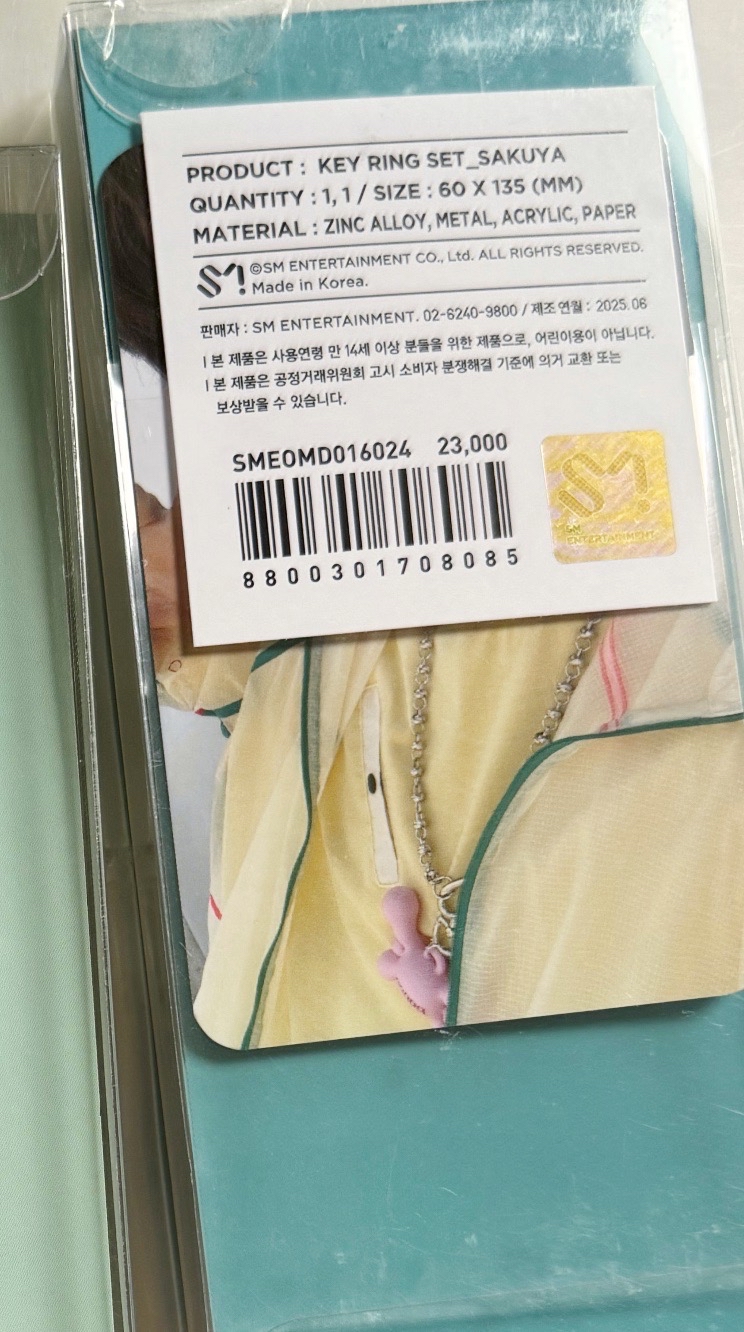 PRODUCT : KEY RING SET_SAKUYA
QUANTITY : 1, 1 / SIZE : 60 X 135 (MM)
MATERIAL : ZINC ALLOY, METAL, ACRYLIC, PAPER
SM! ©SM ENTERTAINMENT CO., Ltd. ALL RIGHTS RESERVED.
Made in Korea.
판매자 : SM ENTERTAINMENT. 02-6240-9800 / 제조연월 : 2025.06
l 본 제품은 사용연령 만 14세 이상 분들을 위한 제품으로, 어린이용이 아닙니다.
l 본 제품은 공정거래위원회 고시 소비자 분쟁해결 기준에 의거 교환 또는
보상받을 수 있습니다.
SMEOMD016024 23,000
8800301708085
SM!
SM
ENTERTAINMENT